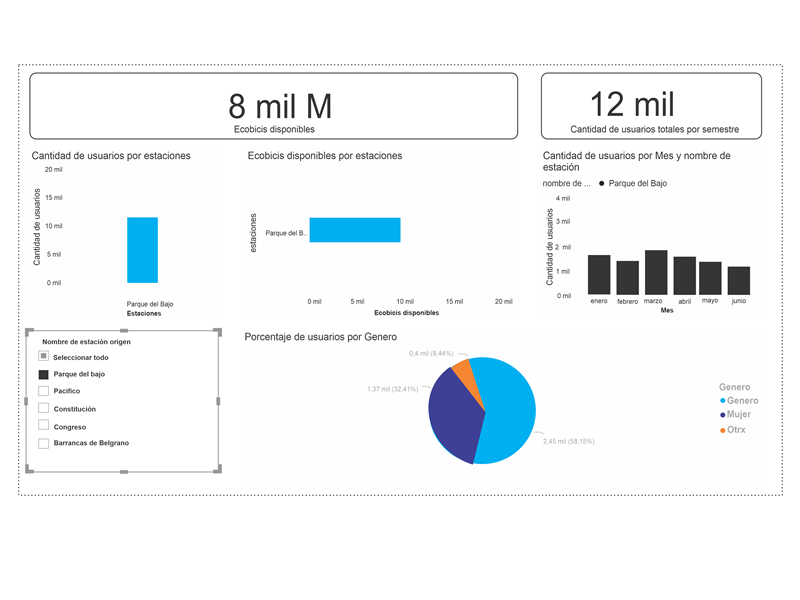 8 mil M
Ecobicis disponibles
12 mil
Cantidad de usuarios totales por semestre
Cantidad de usuarios por estaciones
20 mil
15 mil
10 mil
5 mil
0 mil
Cantidad de usuarios
Parque del Bajo
Estaciones
Ecobicis disponibles por estaciones
estaciones
Parque del B..
0 mil
5 mil
10 mil
15 mil
20 mil
Ecobicis disponibles
Cantidad de usuarios por Mes y nombre de
estación
nombre de ... Parque del Bajo
4 mil
3 mil
2 mil
1 mil
0 mil
Cantidad de usuarios
enero
febrero
marzo
abril
mayo
junio
Mes
Nombre de estación origen
Seleccionar todo
Parque del bajo
Pacífico
Constitución
Congreso
Barrancas de Belgrano
Porcentaje de usuarios por Genero
0,4 mil (9,44%)
1,37 mil (32,41%)
2,45 mil (58,15%)
Genero
Genero
Mujer
Otrx